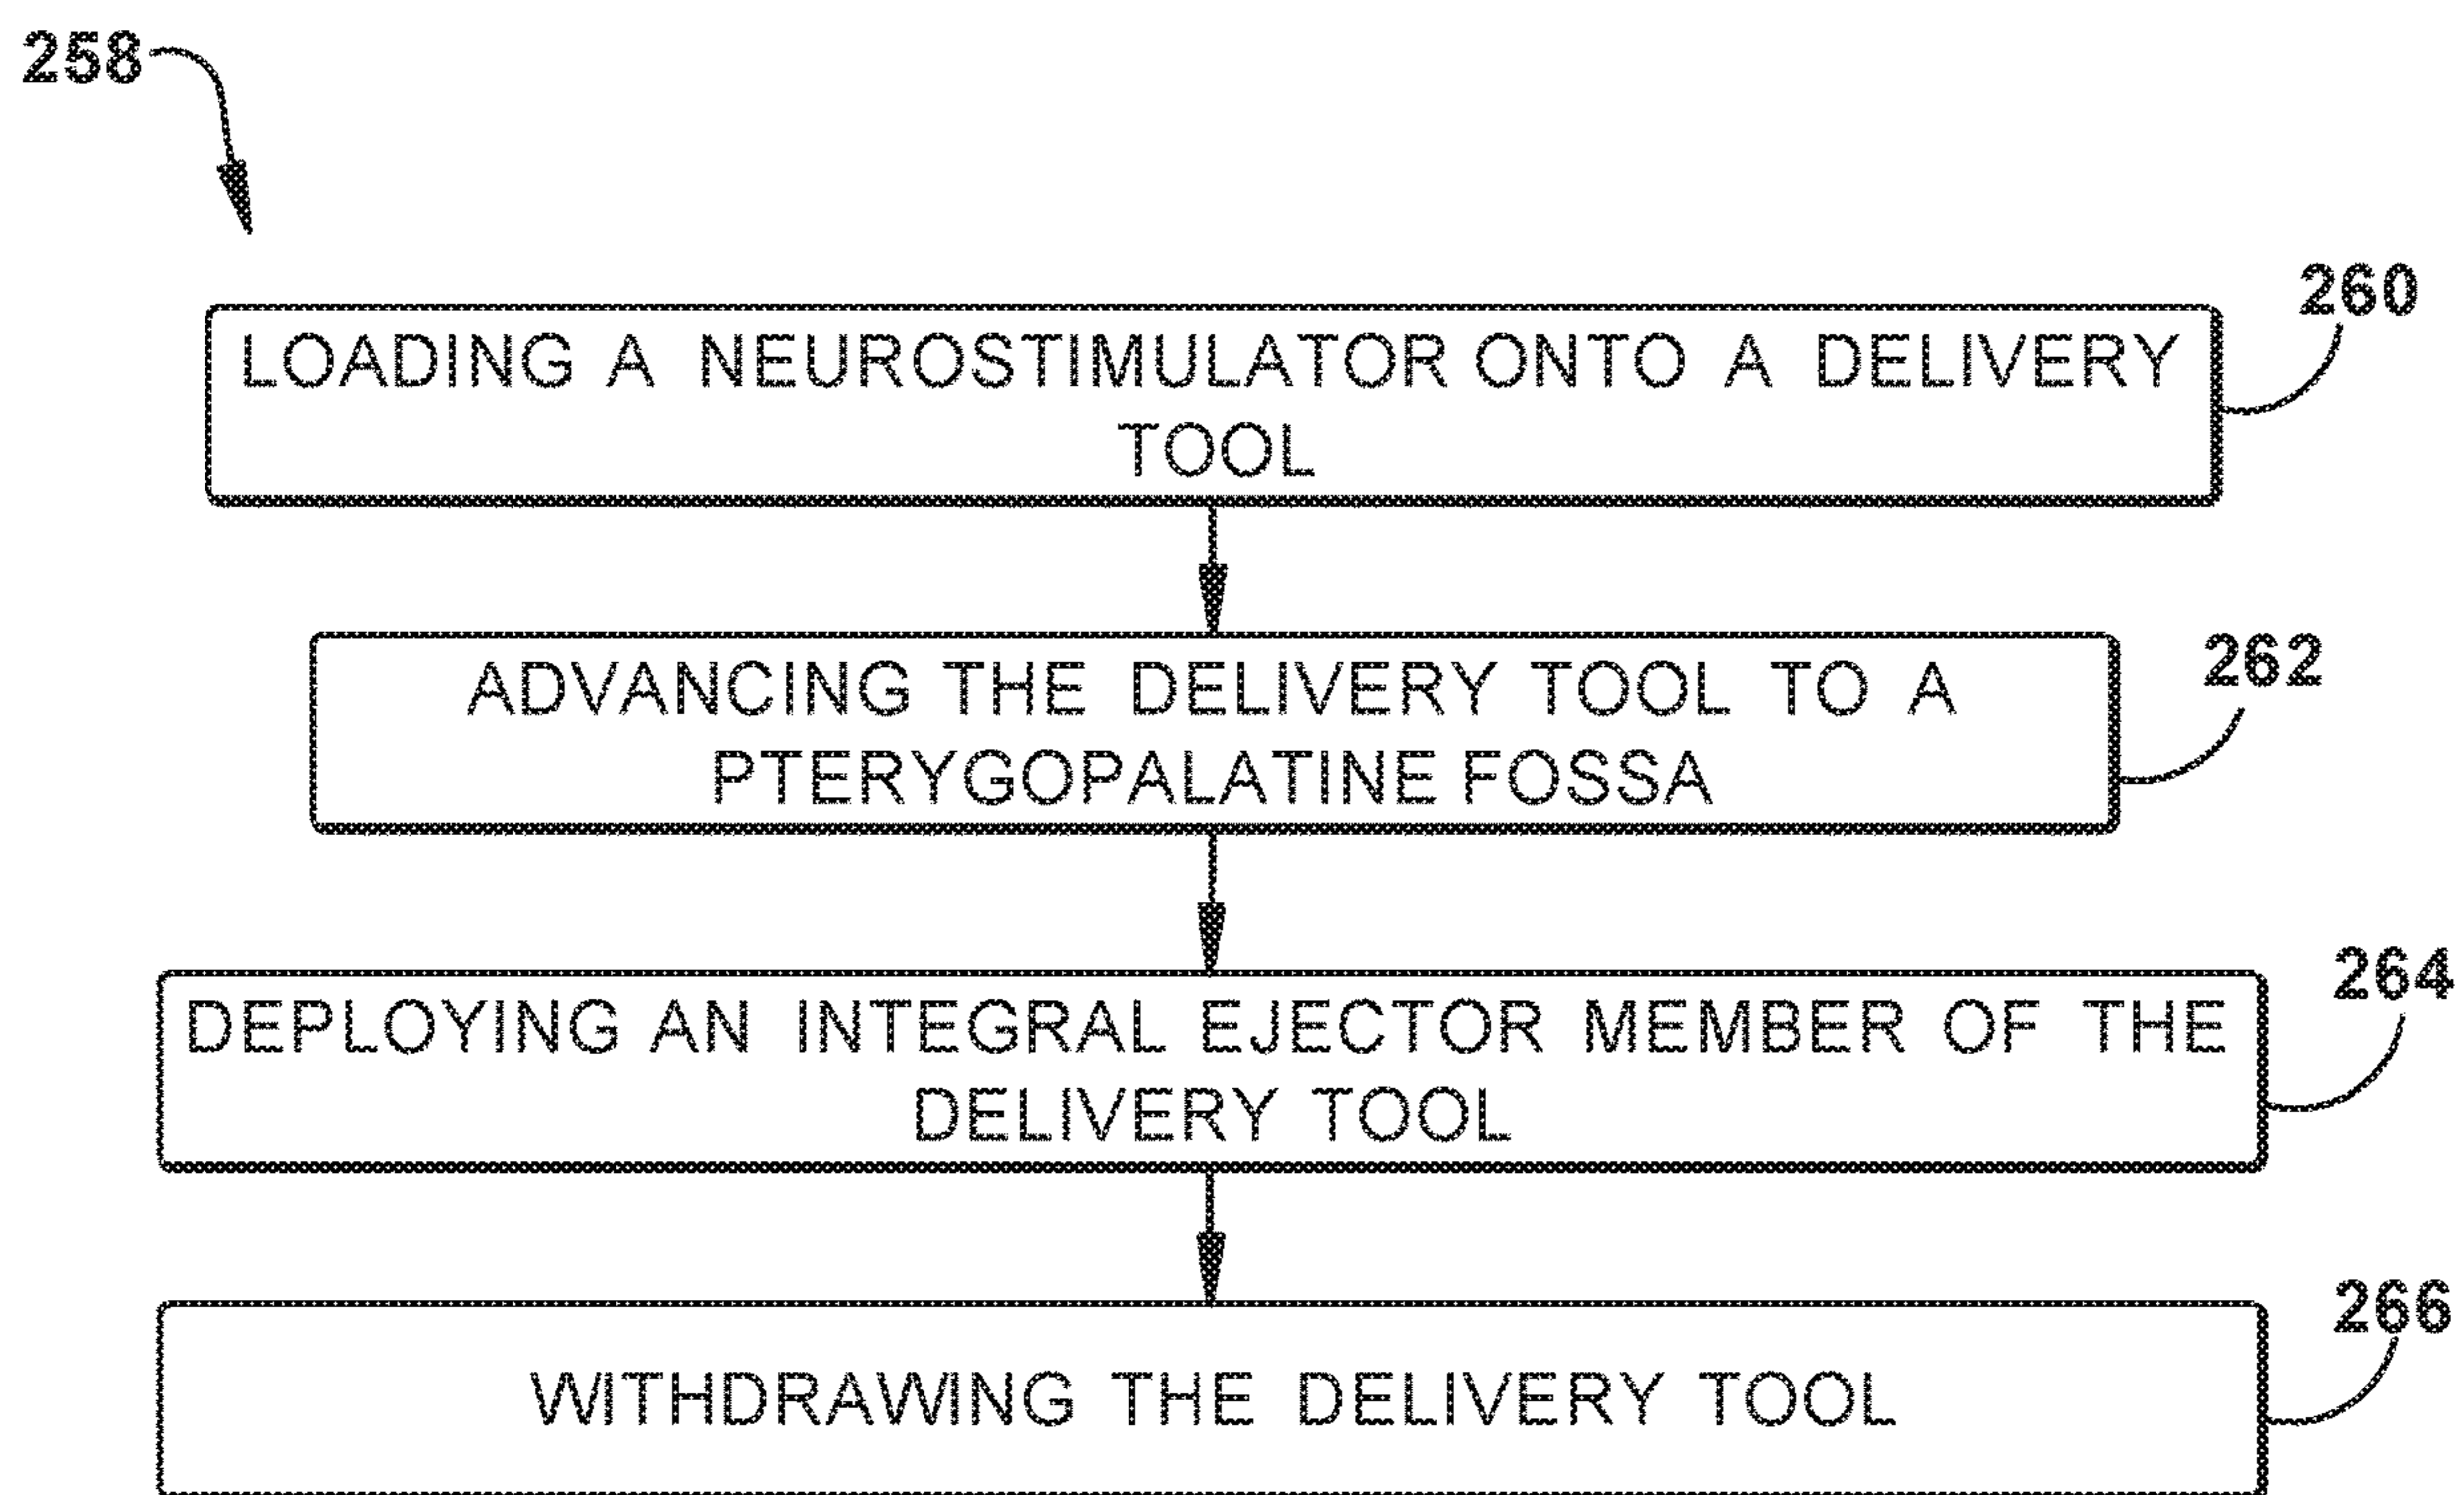 258
260
LOADING A NEUROSTIMULATOR ONTO A DELIVERY
TOOL
262
ADVANCING THE DELIVERY TOOL TO A
PTERYGOPALATINE FOSSA
264
DEPLOYING AN INTEGRAL EJECTOR MEMBER OF THE
DELIVERY TOOL
266
WITHDRAWING THE DELIVERY TOOL